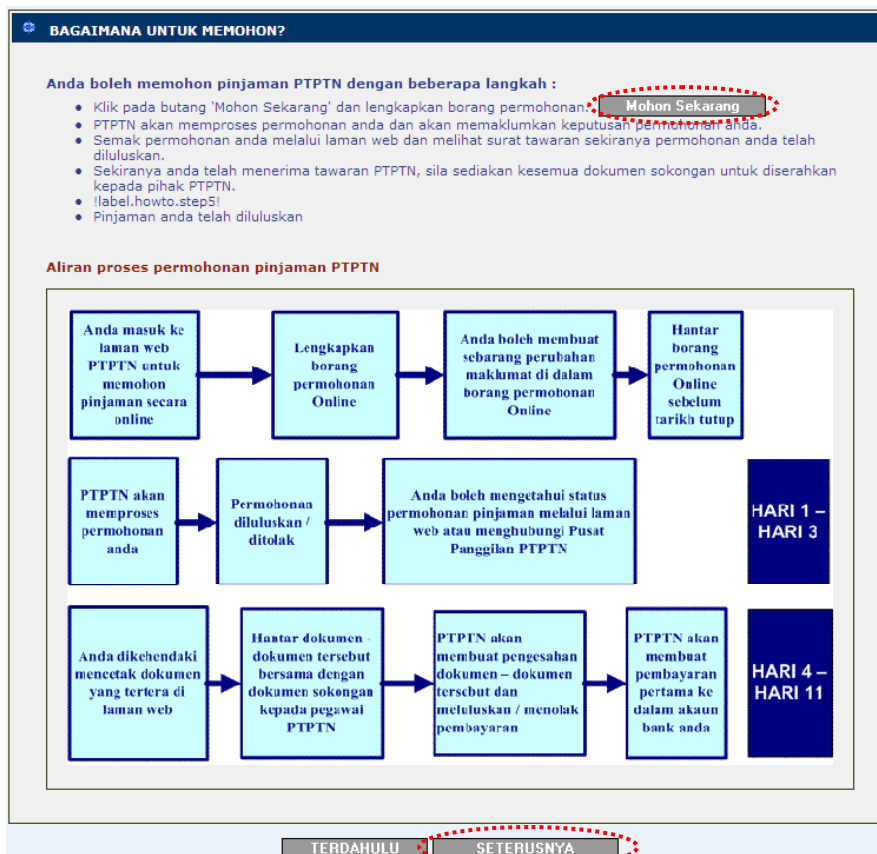 BAGAIMANA UNTUK MEMOHON?
Anda boleh memohon pinjaman PTPTN dengan beberapa langkah :
Klik pada butang 'Mohon Sekarang' dan lengkapkan borang permohonan. Mohon Sekarang
PTPTN akan memproses permohonan anda dan akan memaklumkan keputusan permohonan anda.
Semak permohonan anda melalui laman web dan melihat surat tawaran sekiranya permohonan anda telah
diluluskan.
Sekiranya anda telah menerima tawaran PTPTN, sila sediakan kesemua dokumen sokongan untuk diserahkan
kepada pihak PTPTN.
!label.howto.step5!
Pinjaman anda telah diluluskan
Aliran proses permohonan pinjaman PTPTN
Anda masuk ke
laman web
PTPTN untuk
memohon
pinjaman secara
online
Lengkapkan
borang
permohonan
Online
Anda boleh membuat
sebarang perubahan
maklumat di dalam
borang permohonan
Online
Hantar
borang
permohonan
Online
sebelum
tarikh tutup
PTPTN akan
memproses
permohonan
anda
Permohonan
diluluskan /
ditolak
Anda boleh mengetahui status
permohonan pinjaman melalui laman
web atau menghubungi Pusat
Panggilan PTPTN
HARI 1 –
HARI 3
Anda dikehendaki
mencetak dokumen
yang tertera di
laman web
Hantar dokumen -
dokumen tersebut
bersama dengan
dokumen sokongan
kepada pegawai
PTPTN
PTPTN akan
membuat pengesahan
dokumen – dokumen
tersebut dan
meluluskan / menolak
pembayaran
PTPTN akan
membuat
pembayaran
pertama ke
dalam akaun
bank anda
HARI 4 –
HARI 11
TERDAHULU SETERUSNYA